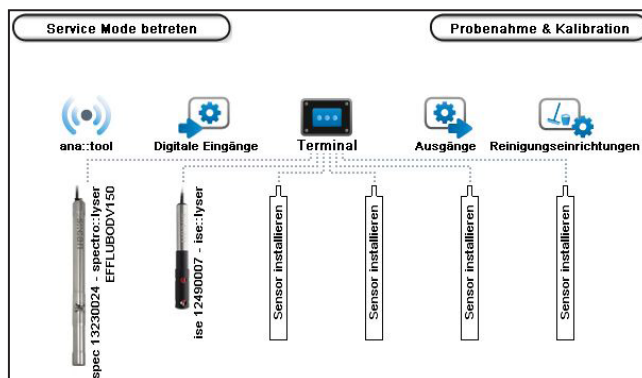 Service Mode betreten
Probenahme & Kalibration
ana::tool
Digitale Eingänge
Terminal
Ausgänge
Reinigungseinrichtungen
spec 13230024 - spectro::lyser
EFFLUBODV150
ise 12490007 - ise::lyser
Sensor installieren
Sensor installieren
Sensor installieren
Sensor installieren